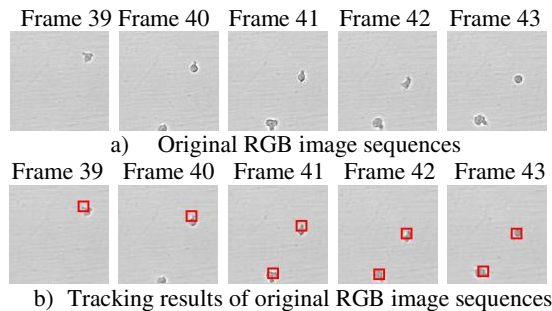 Frame 39 Frame 40 Frame 41 Frame 42 Frame 43
a) Original RGB image sequences
Frame 39 Frame 40 Frame 41 Frame 42 Frame 43
b) Tracking results of original RGB image sequences